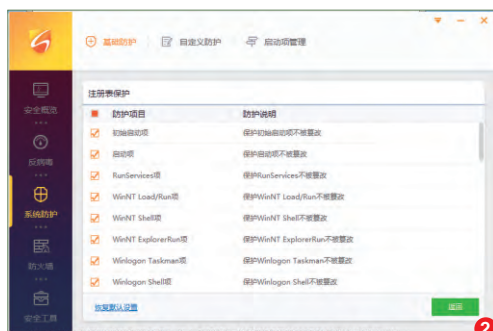 基础防护 自定义防护 启动项管理
安全概览
反病毒
系统防护
防火墙
安全工具
注册表保护
防护项目 防护说明
初始启动项 保护初始启动项不被篡改
启动项 保护启动项不被篡改
RunServices项 保护RunServices不被篡改
WinNT Load/Run项 保护WinNT Load/Run不被篡改
WinNT Shell项 保护WinNT Shell不被篡改
WinNT ExplorerRun项 保护WinNT ExplorerRun不被篡改
Winlogon Taskman项 保护Winlogon Taskman不被篡改
Winlogon Shell项 保护Winlogon Shell不被篡改
恢复默认设置 返回
2